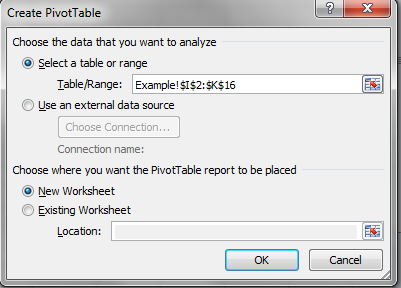 Create PivotTable
?
Choose the data that you want to analyze
Select a table or range
Table/Range: Example!$I$2:$K$16
Use an external data source
Choose Connection...
Connection name:
Choose where you want the PivotTable report to be placed
New Worksheet
Existing Worksheet
Location:
OK Cancel